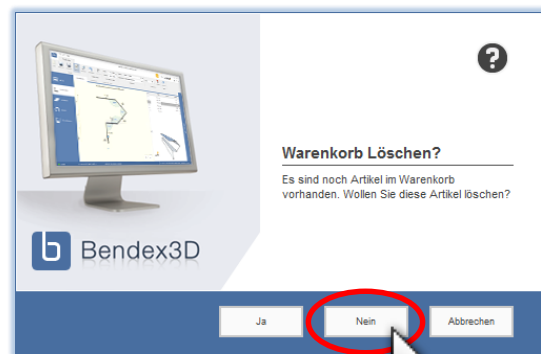 ?
Warenkorb Löschen?
Es sind noch Artikel im Warenkorb
vorhanden. Wollen Sie diese Artikel löschen?
b Bendex3D
Ja Nein Abbrechen